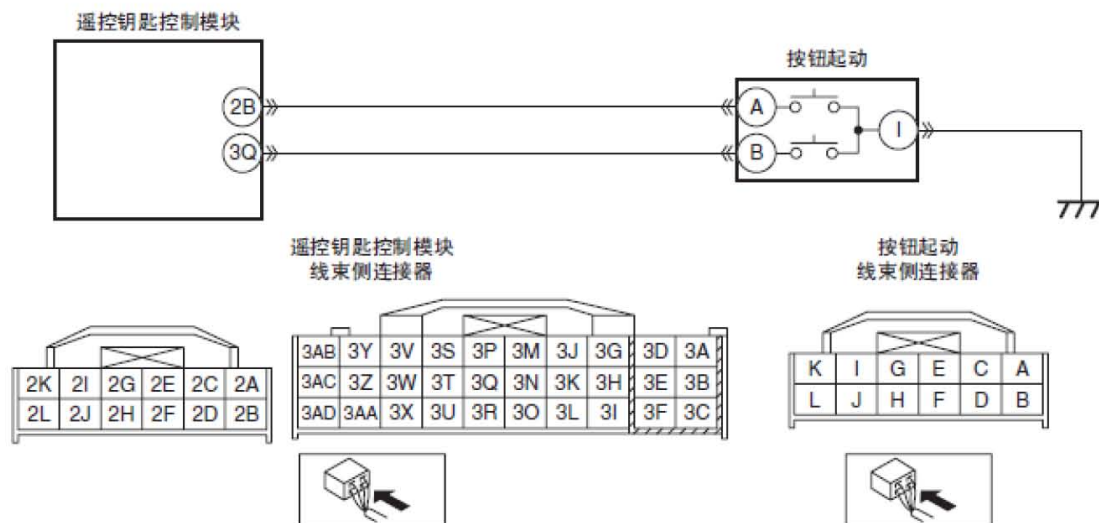 遥控钥匙控制模块
按钮起动
2B
A
3Q
B
I
遥控钥匙控制模块
线束侧连接器
按钮起动
线束侧连接器
2K 2I 2G 2E 2C 2A
2L 2J 2H 2F 2D 2B
3AB 3Y 3V 3S 3P 3M 3J 3G 3D 3A
3AC 3Z 3W 3T 3Q 3N 3K 3H 3E 3B
3AD 3AA 3X 3U 3R 3O 3L 3I 3F 3C
K I G E C A
L J H F D B